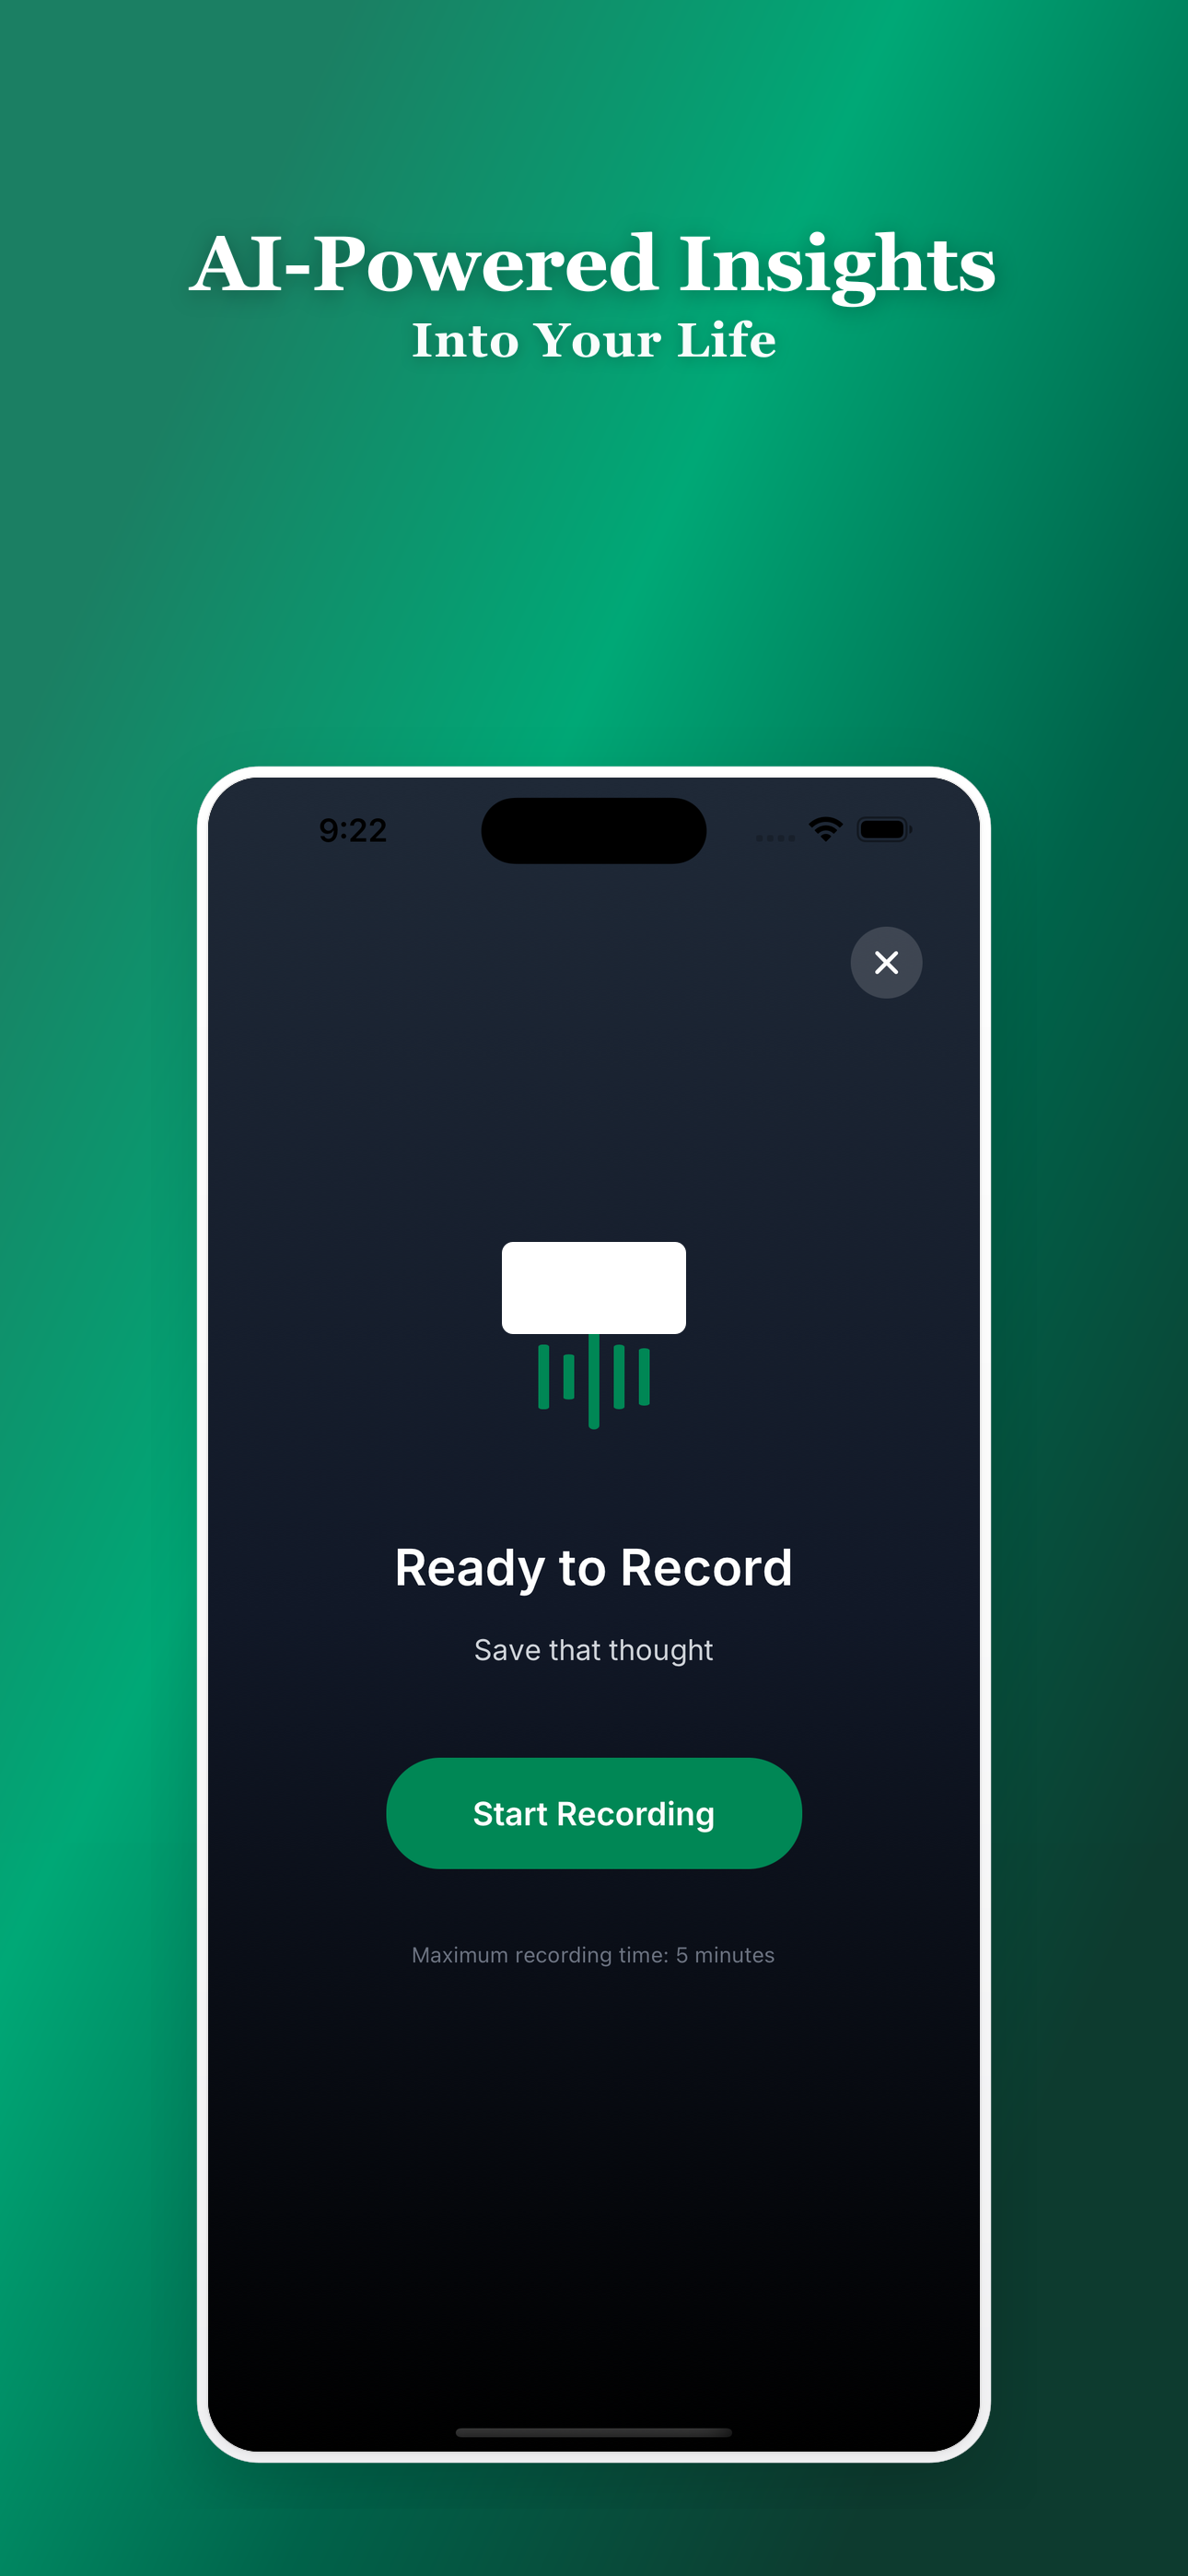 AI-Powered Insights
Into Your Life
9:22
Ready to Record
Save that thought
Start Recording
Maximum recording time: 5 minutes